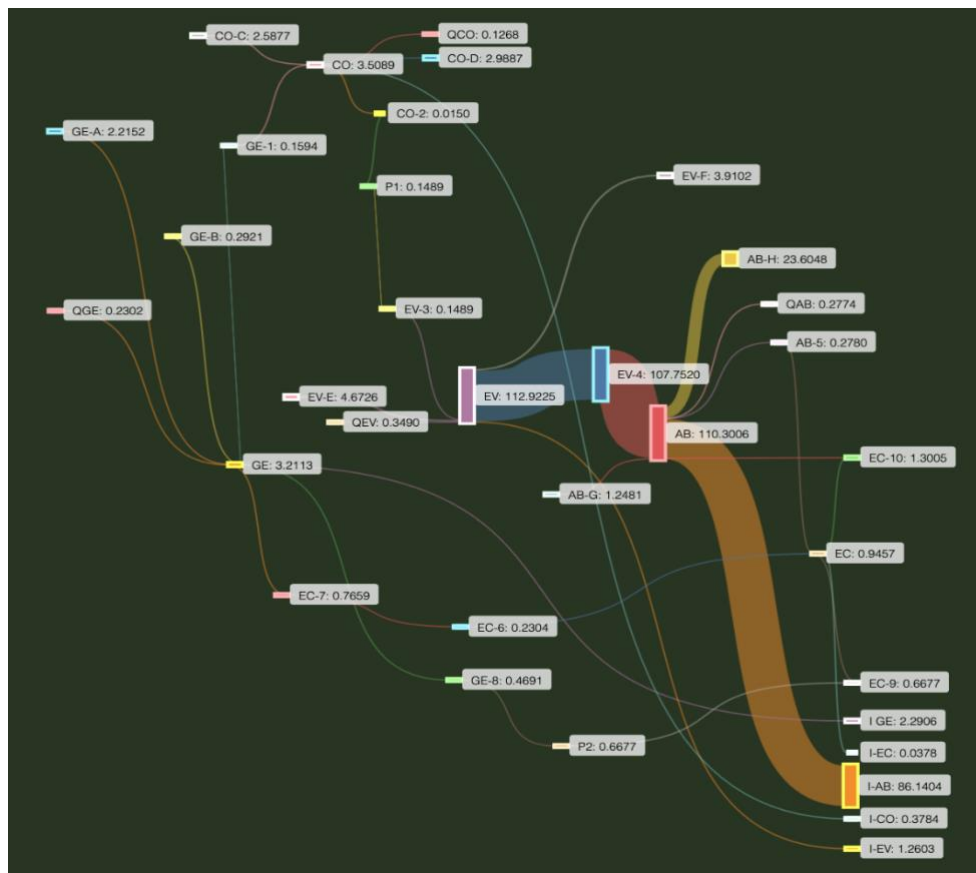 CO-C: 2.5877
QCO: 0.1268
CO-D: 2.9887
CO: 3.5089
CO-2: 0.0150
GE-A: 2.2152
GE-1: 0.1594
P1: 0.1489
EV-F: 3.9102
GE-B: 0.2921
AB-H: 23.6048
QGE: 0.2302
EV-3: 0.1489
QAB: 0.2774
AB-5: 0.2780
EV-4: 107.7520
EV: 112.9225
EV-E: 4.6726
QEV: 0.3490
AB: 110.3006
GE: 3.2113
EC-10: 1.3005
AB-G: 1.2481
EC: 0.9457
EC-7: 0.7659
EC-6: 0.2304
GE-8: 0.4691
EC-9: 0.6677
I GE: 2.2906
P2: 0.6677
I-EC: 0.0378
I-AB: 86.1404
I-CO: 0.3784
I-EV: 1.2603